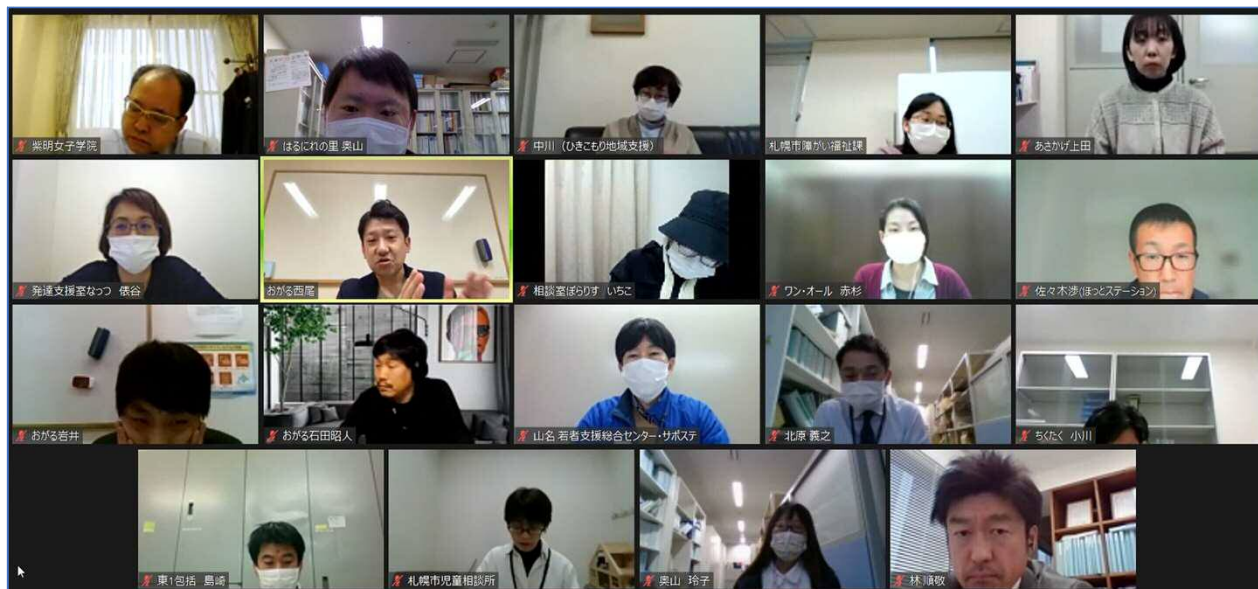 紫明女子学院
はるにれの里 奥山
中川 （ひきこもり地域支援）
札幌市障がい福祉課
あさかげ上田
発達支援室なっつ 俵谷
おがる西尾
相談室ぽらりす いちこ
ワン・オール 赤杉
佐々木渉(ほっとステーション)
おがる岩井
おがる石田昭人
山名 若者支援総合センター・サポステ
北原 義之
ちくたく 小川
東1包括 島崎
札幌市児童相談所
奥山 玲子
林 順敬